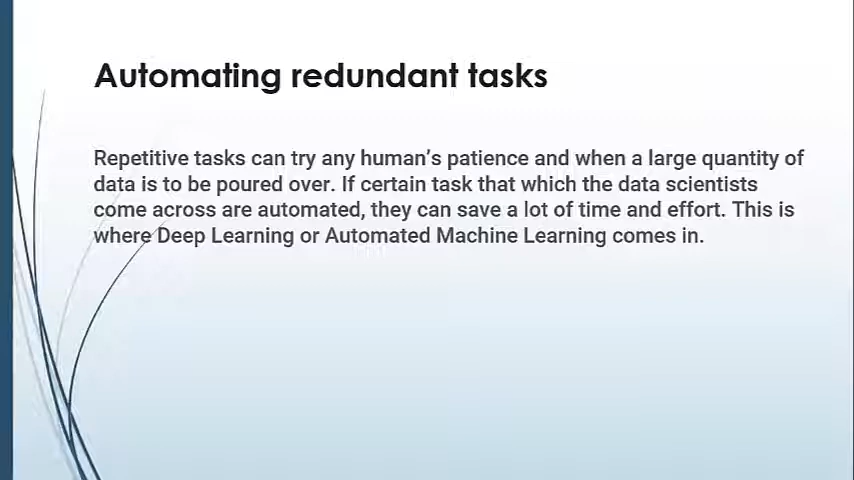 Automating redundant tasks
Repetitive tasks can try any human's patience and when a large quantity of
data is to be poured over. If certain task that which the data scientists
come across are automated, they can save a lot of time and effort. This is
where Deep Learning or Automated Machine Learning comes in.